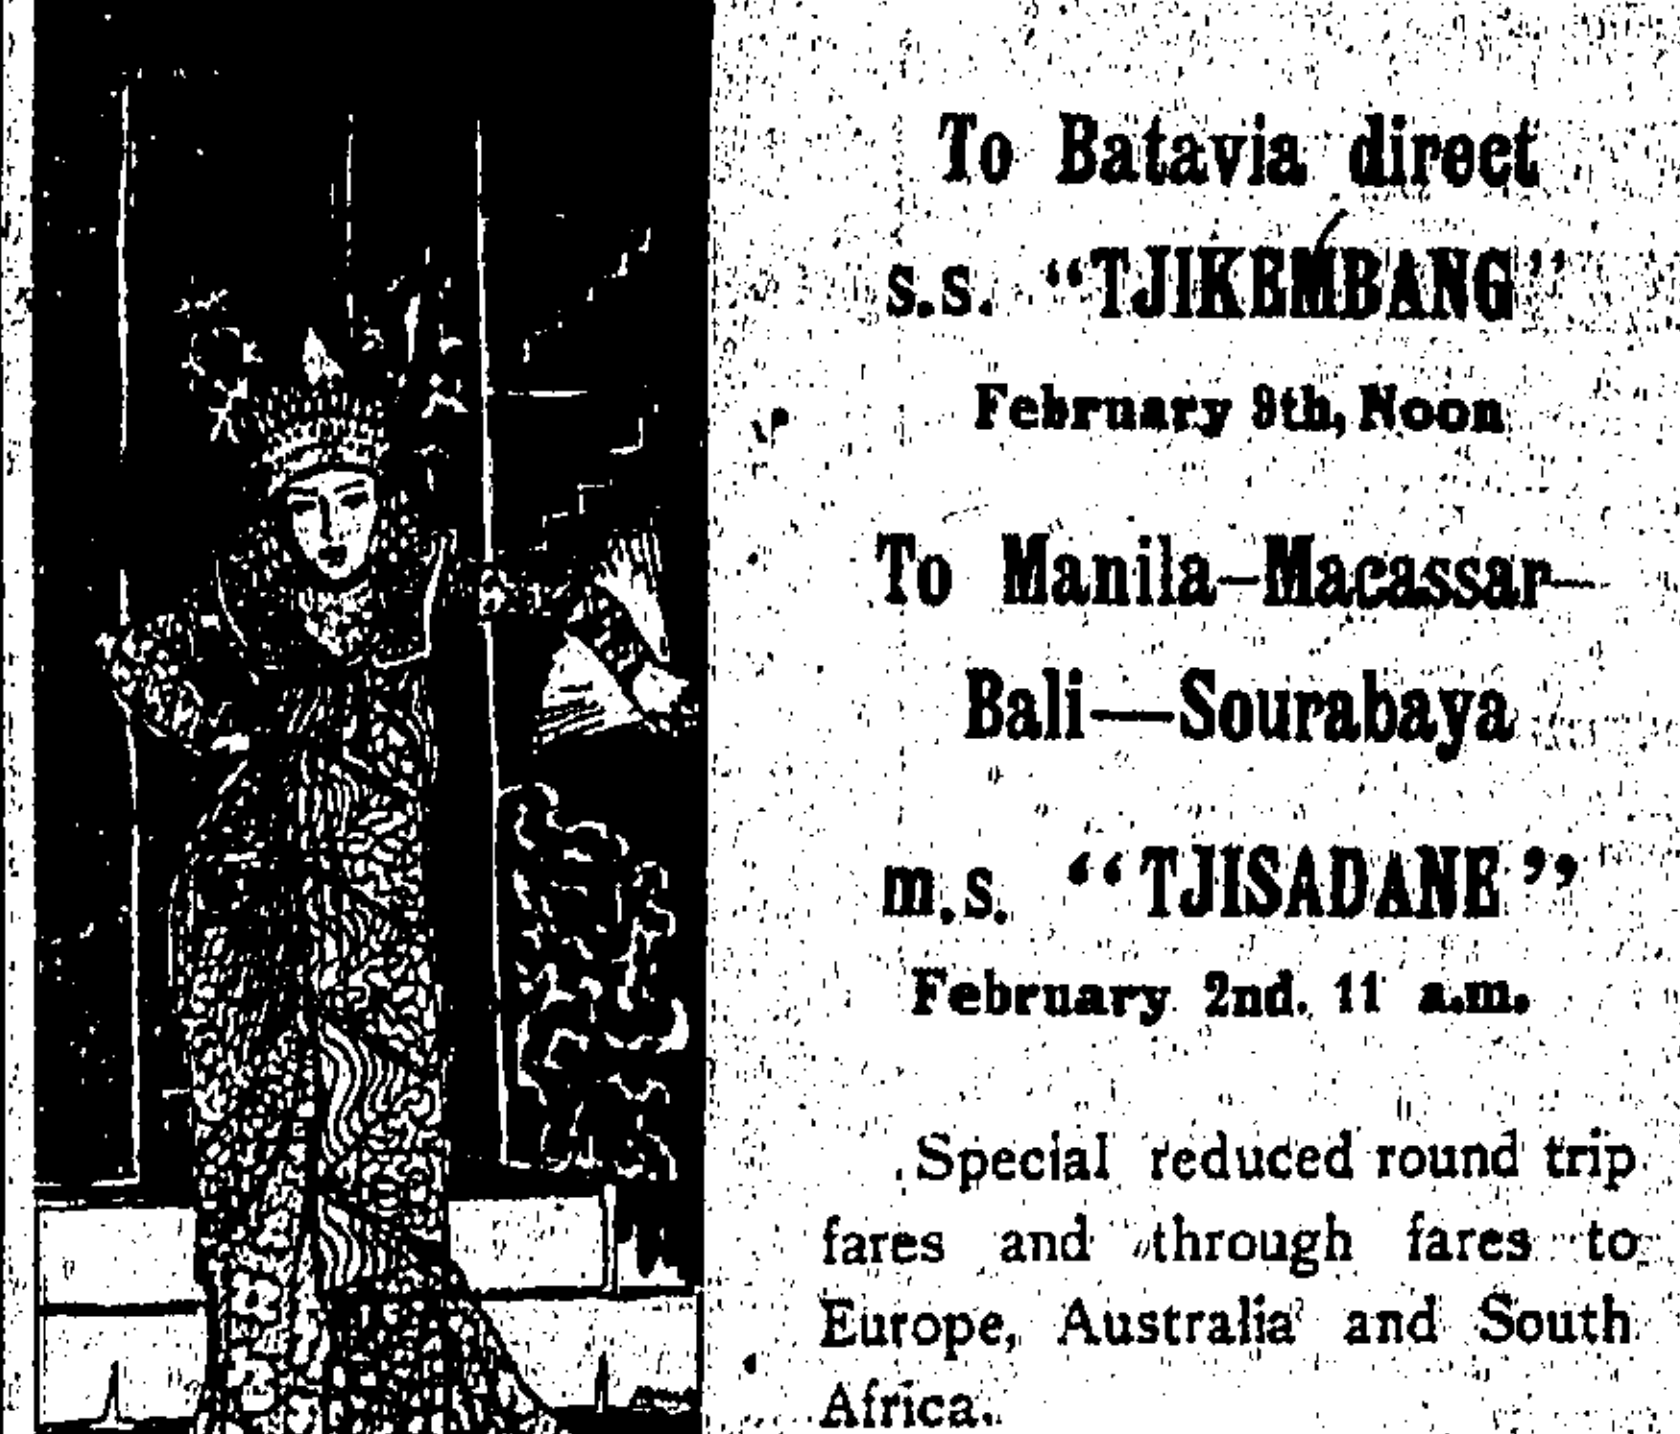 To Batavia direct
s.s. "TJIKEMBANG"
February 9th, Noon
To Manila—Macassar—
Bali—Sourabaya
m.s. "TJISADANE"
February 2nd. 11 a.m.
Special reduced round trip
fares and through fares to
Europe, Australia and South
Africa.